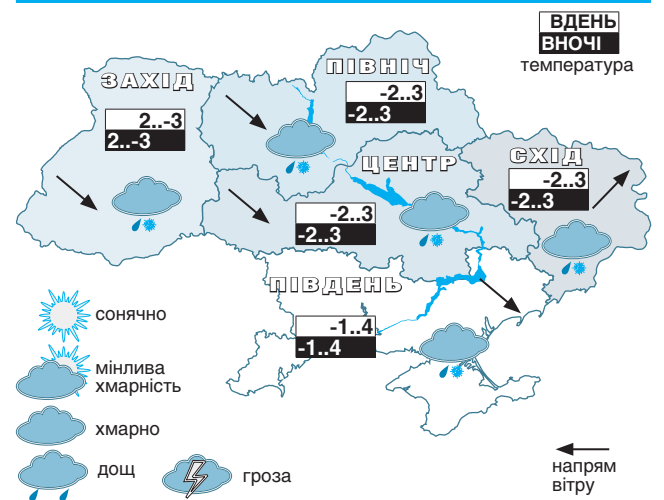 ВДЕНЬ
ВНОЧІ
температура
ЗАХІД
2..-3
2..-3
ПІВНІЧ
-2..3
-2..3
ЦЕНТР
-2..3
-2..3
СХІД
-2..3
-2..3
ПІВДЕНЬ
-1..4
-1..4
сонячно
мінлива
хмарність
хмарно
дощ
гроза
напрям
вітру